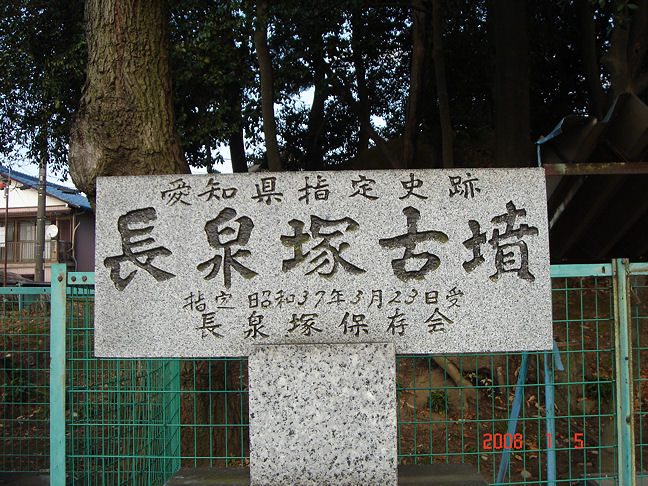 愛知県指定史跡
長泉塚古墳
指定 昭和37年3月23日受
長泉塚保存会
2008 1 5